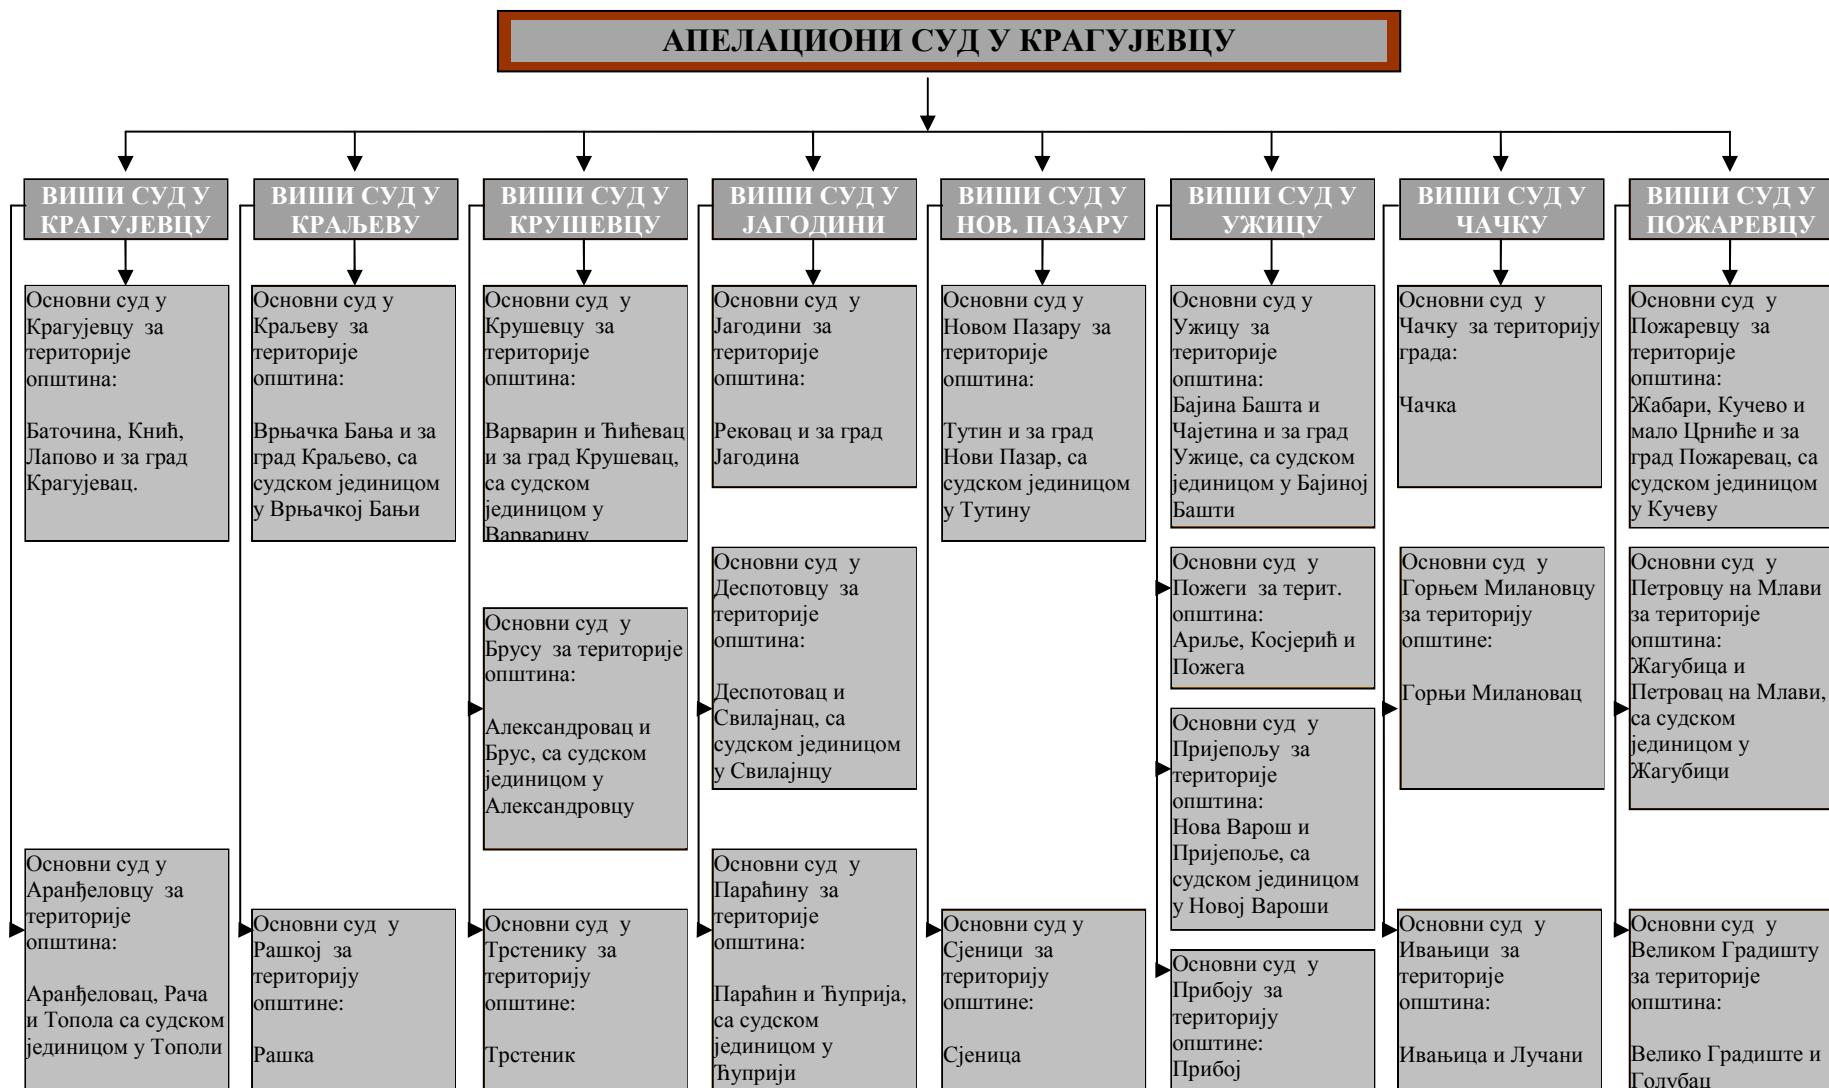 АПЕЛАЦИОНИ СУД У КРАГУЈЕВЦУ
ВИШИ СУД У
КРАГУЈЕВЦУ
ВИШИ СУД У
КРАЉЕВУ
ВИШИ СУД У
КРУШЕВЦУ
ВИШИ СУД У
ЈАГОДИНИ
ВИШИ СУД У
НОВ. ПАЗАРУ
ВИШИ СУД У
УЖИЦУ
ВИШИ СУД У
ЧАЧКУ
ВИШИ СУД У
ПОЖАРЕВЦУ
Основни суд у
Крагујевцу за
територије
општина:
Баточина, Кнић,
Лапово и за град
Крагујевац.
Основни суд у
Краљеву за
територије
општина:
Врњачка Бања и за
град Краљево, са
судском јединицом
у Врњачкој Бањи
Основни суд у
Крушевцу за
територије
општина:
Варварин и Ћићевац
и за град Крушевац,
са судском
јединицом у
Варварину
Основни суд у
Јагодини за
територије
општина:
Рековац и за град
Јагодина
Основни суд у
Новом Пазару за
територије
општина:
Тутин и за град
Нови Пазар, са
судском јединицом
у Тутину
Основни суд у
Ужицу за
територије
општина:
Бајина Башта и
Чајетина и за град
Ужице, са судском
јединицом у Бајиној
Башти
Основни суд у
Чачку за територију
града:
Чачка
Основни суд у
Пожаревцу за
територије
општина:
Жабари, Кучево и
мало Црниће и за
град Пожаревац, са
судском јединицом
у Кучеву
Основни суд у
Брусу за територије
општина:
Александровац и
Брус, са судском
јединицом у
Александровцу
Основни суд у
Деспотовцу за
територије
општина:
Деспотовац и
Свилајнац, са
судском јединицом
у Свилајнцу
Основни суд у
Пожеги за терит.
општина:
Ариље, Косјерић и
Пожега
Основни суд у
Пријепољу за
територије
општина:
Нова Варош и
Пријепоље, са
судском јединицом
у Новој Вароши
Основни суд у
Горњем Милановцу
за територију
општине:
Горњи Милановац
Основни суд у
Петровцу на Млави
за територије
општина:
Жагубица и
Петровац на Млави,
са судском
јединицом у
Жагубици
Основни суд у
Аранђеловцу за
територије
општина:
Аранђеловац, Рача
и Топола са судском
јединицом у Тополи
Основни суд у
Рашкој за
територију
општине:
Рашка
Основни суд у
Трстенику за
територију
општине:
Трстеник
Основни суд у
Параћину за
територије
општина:
Параћин и Ћуприја,
са судском
јединицом у
Ћуприји
Основни суд у
Сјеници за
територију
општине:
Сјеница
Основни суд у
Прибоју за
територију
општине:
Прибој
Основни суд у
Ивањици за
територије
општина:
Ивањица и Лучани
Основни суд у
Великом Градишту
за територије
општина:
Велико Градиште и
Голубац